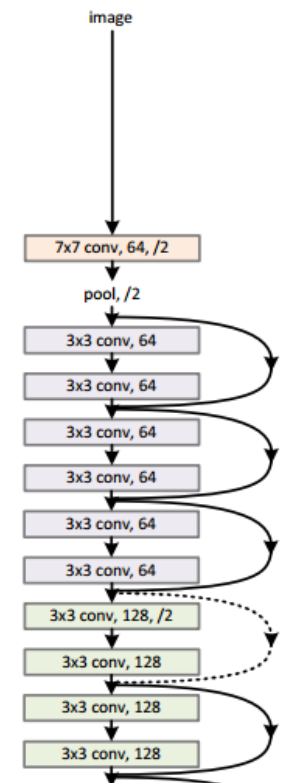 image
7x7 conv, 64, /2
pool, /2
3x3 conv, 64
3x3 conv, 64
3x3 conv, 64
3x3 conv, 64
3x3 conv, 64
3x3 conv, 64
3x3 conv, 128, /2
3x3 conv, 128
3x3 conv, 128
3x3 conv, 128